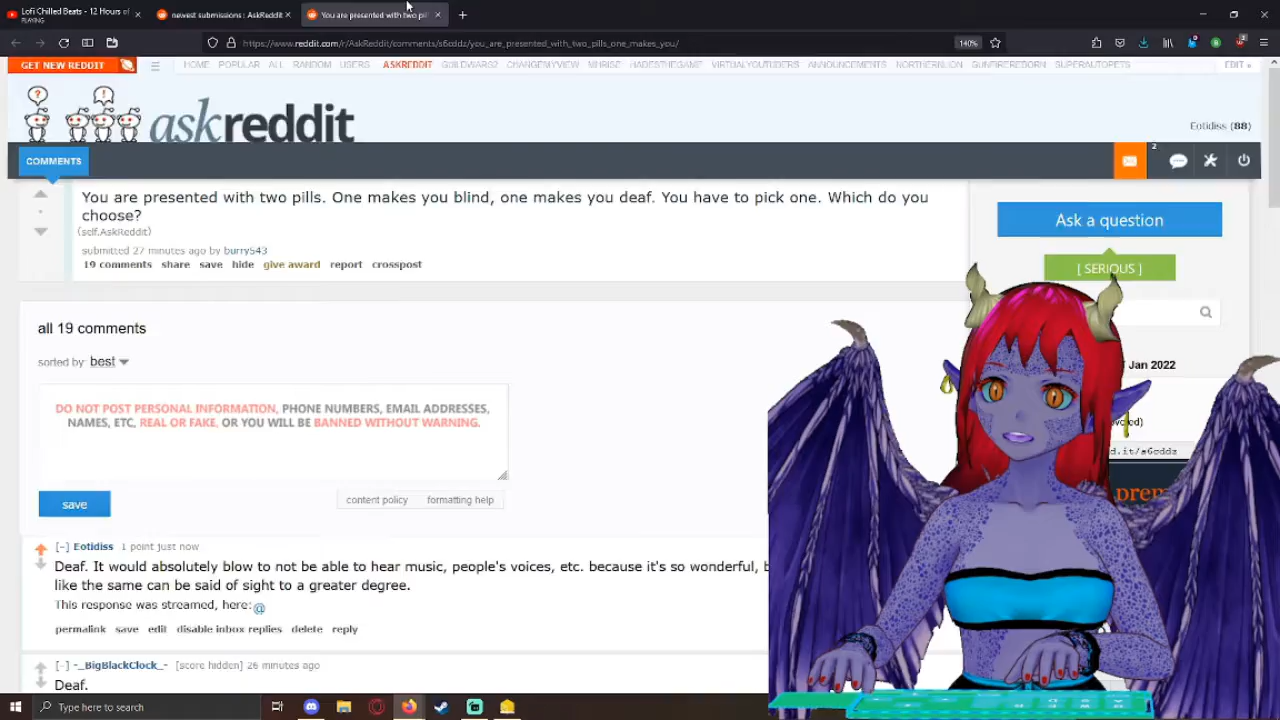 Lofi Chilled Beats - 12 Hours of
PLAYING
newest submissions : AskReddit
You are presented with two pil
https://www.reddit.com/r/AskReddit/comments/s6cddz/you_are_presented_with_two_pills_one_makes_you/
140%
GET NEW REDDIT
HOME POPULAR ALL RANDOM USERS ASKREDDIT GUILDWARS2 CHANGEMYVIEW MHRISE HADESTHEGAME VIRTUALYOUTUBERS ANNOUNCEMENTS NORTHERNLION GUNFIREREBORN SUPERAUTOPETS
EDIT »
? !
askreddit
Eotidiss (88)
COMMENTS
2
You are presented with two pills. One makes you blind, one makes you deaf. You have to pick one. Which do you
choose?
(self.AskReddit)
submitted 27 minutes ago by burry543
19 comments share save hide give award report crosspost
Ask a question
[ SERIOUS ]
all 19 comments
sorted by: best
Jan 2022
DO NOT POST PERSONAL INFORMATION, PHONE NUMBERS, EMAIL ADDRESSES,
NAMES, ETC, REAL OR FAKE, OR YOU WILL BE BANNED WITHOUT WARNING.
d.it/s6cddz
prem
save
content policy formatting help
[-] Eotidiss 1 point just now
Deaf. It would absolutely blow to not be able to hear music, people's voices, etc. because it's so wonderful, b
like the same can be said of sight to a greater degree.
This response was streamed, here: @
permalink save edit disable inbox replies delete reply
[-] -_BigBlackClock_- [score hidden] 26 minutes ago
Deaf.
Type here to search